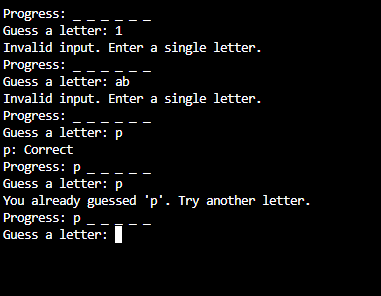 Progress: _ _ _ _ _ _
Guess a letter: 1
Invalid input. Enter a single letter.
Progress: _ _ _ _ _ _
Guess a letter: ab
Invalid input. Enter a single letter.
Progress: _ _ _ _ _ _
Guess a letter: p
p: Correct
Progress: p _ _ _ _ _
Guess a letter: p
You already guessed 'p'. Try another letter.
Progress: p _ _ _ _ _
Guess a letter: